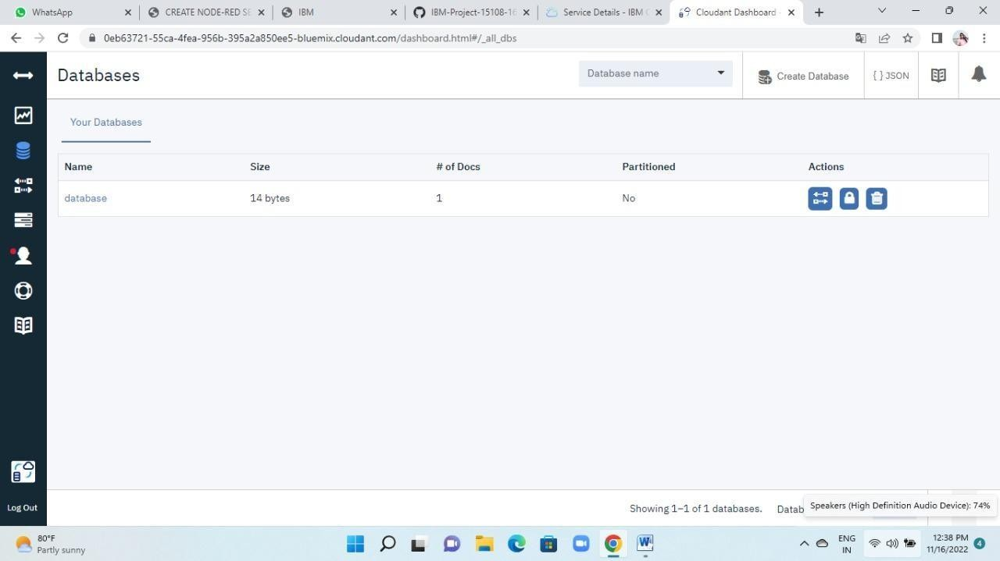 WhatsApp
CREATE NODE-RED SE
IBM
IBM-Project-15108-16
Service Details - IBM C
Cloudant Dashboard
0eb63721-55ca-4fea-956b-395a2a850ee5-bluemix.cloudant.com/dashboard.html#/_all_dbs
Databases
Database name
Create Database
{ } JSON
Your Databases
Name Size # of Docs Partitioned Actions
database 14 bytes 1 No
Log Out
Showing 1–1 of 1 databases.
Datab
Speakers (High Definition Audio Device): 74%
80°F
Partly sunny
ENG
IN
12:38 PM
11/16/2022
4